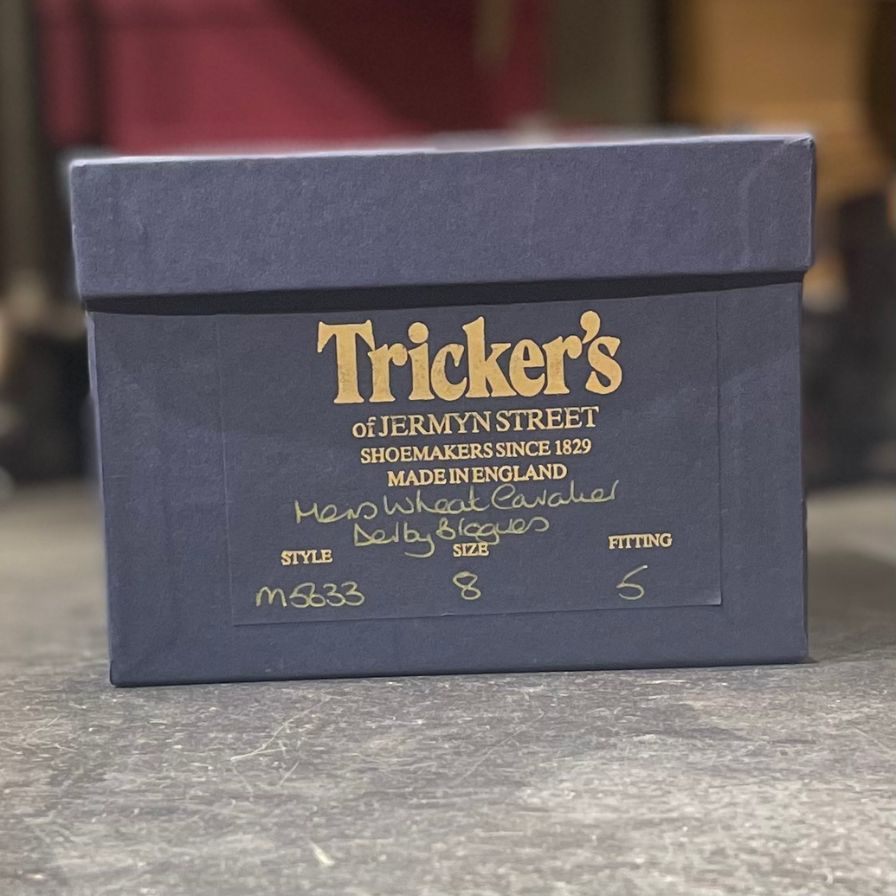 Tricker's
of JERMYN STREET
SHOEMAKERS SINCE 1829
MADE IN ENGLAND
Mens Wheat Cavalier
Derby Brogues
STYLE SIZE FITTING
M5633 8 5